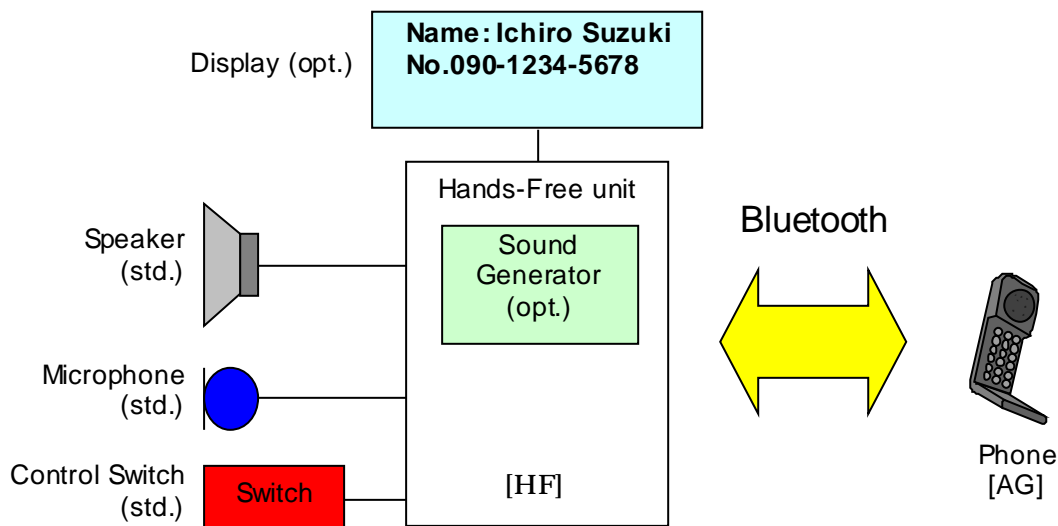 Name: Ichiro Suzuki
No.090-1234-5678
Display (opt.)
Hands-Free unit
Sound
Generator
(opt.)
Bluetooth
Speaker
(std.)
Microphone
(std.)
Control Switch
(std.)
Switch
[HF]
Phone
[AG]